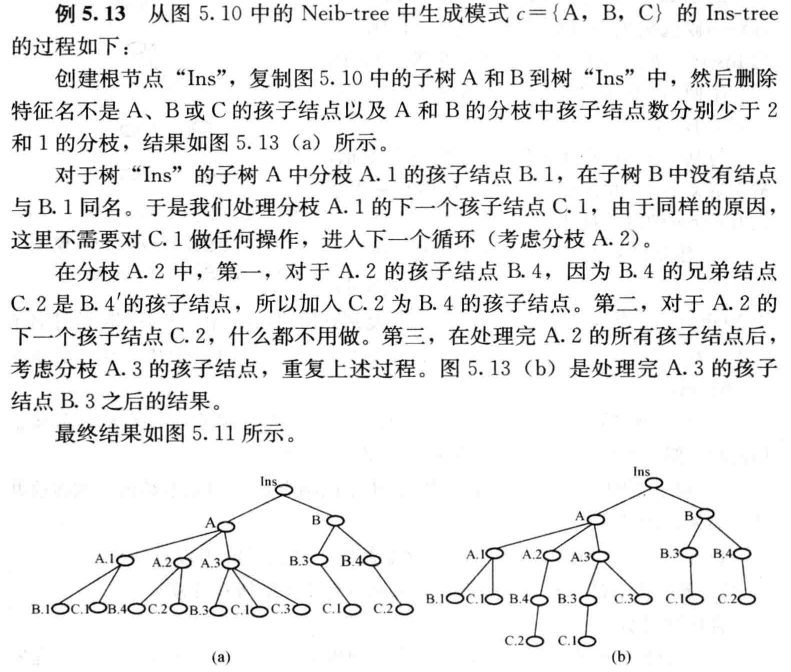 例 5.13 从图 5.10 中的 Neib-tree 中生成模式 c={A，B，C} 的 Ins-tree
的过程如下：
创建根节点“Ins”，复制图 5.10 中的子树 A 和 B 到树“Ins”中，然后删除
特征名不是 A、B 或 C 的孩子结点以及 A 和 B 的分枝中孩子结点数分别少于 2
和 1 的分枝，结果如图 5.13（a）所示。
对于树“Ins”的子树 A 中分枝 A.1 的孩子结点 B.1，在子树 B 中没有结点
与 B.1 同名。于是我们处理分枝 A.1 的下一个孩子结点 C.1，由于同样的原因，
这里不需要对 C.1 做任何操作，进入下一个循环（考虑分枝 A.2）。
在分枝 A.2 中，第一，对于 A.2 的孩子结点 B.4，因为 B.4 的兄弟结点
C.2 是 B.4′的孩子结点，所以加入 C.2 为 B.4 的孩子结点。第二，对于 A.2 的
下一个孩子结点 C.2，什么都不用做。第三，在处理完 A.2 的所有孩子结点后，
考虑分枝 A.3 的孩子结点，重复上述过程。图 5.13（b）是处理完 A.3 的孩子
结点 B.3 之后的结果。
最终结果如图 5.11 所示。
Ins
A B
A.1 A.2 A.3 B.3 B.4
B.1 C.1 B.4 C.2 B.3 C.1 C.3 C.1 C.2
(a)
Ins
A B
A.1 A.2 A.3 B.3 B.4
B.1 C.1 B.4 B.3 C.3 C.1 C.2
C.2 C.1
(b)